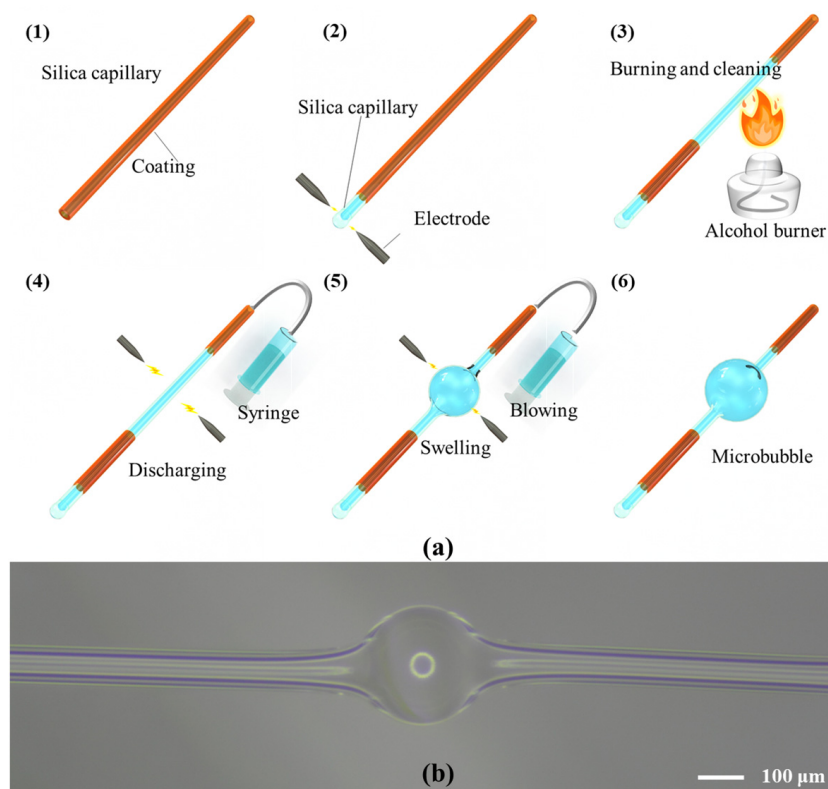 (1)
Silica capillary
Coating
(2)
Silica capillary
Electrode
(3)
Burning and cleaning
Alcohol burner
(4)
Syringe
Discharging
(5)
Blowing
Swelling
(6)
Microbubble
(a)
(b)
100 μm